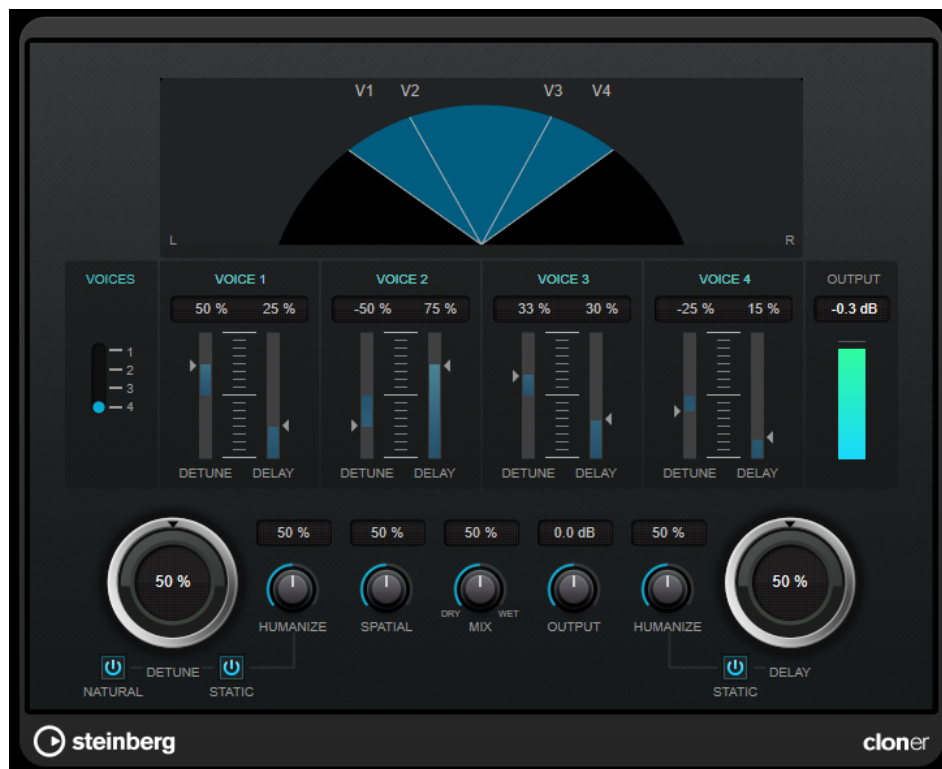 V1 V2 V3 V4
L R
VOICES VOICE 1 VOICE 2 VOICE 3 VOICE 4 OUTPUT
50 % 25 % -50 % 75 % 33 % 30 % -25 % 15 % -0.3 dB
1
2
3
4
DETUNE DELAY DETUNE DELAY DETUNE DELAY DETUNE DELAY
50 % 50 % 50 % 0.0 dB 50 %
50 % 50 %
DRY WET
HUMANIZE SPATIAL MIX OUTPUT HUMANIZE
DETUNE DELAY
NATURAL STATIC STATIC
steinberg cloner